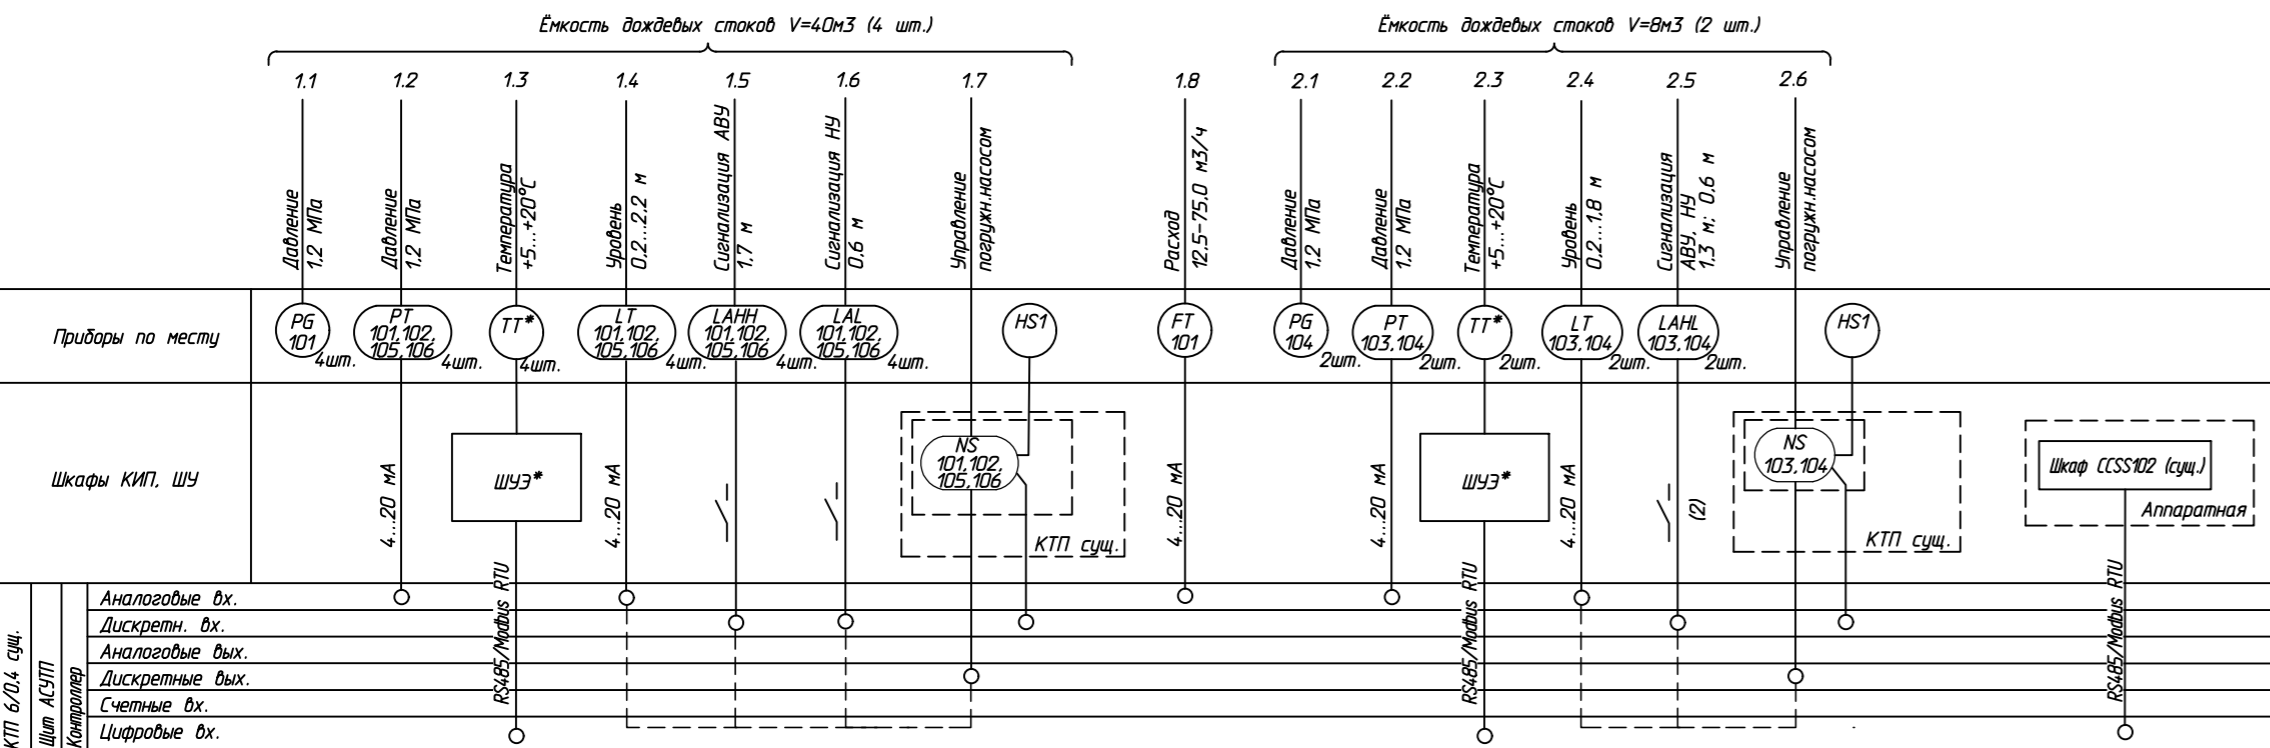 Ёмкость дождевых стоков V=40м3 (4 шт.)
Ёмкость дождевых стоков V=8м3 (2 шт.)
1.1
1.2
1.3
1.4
1.5
1.6
1.7
1.8
2.1
2.2
2.3
2.4
2.5
2.6
Давление
1,2 МПа
Давление
1,2 МПа
Температура
+5...+20°С
Уровень
0,2...2,2 м
Сигнализация АВУ
1,7 м
Сигнализация НУ
0,6 м
Управление
погружн.насосом
Расход
12,5-75,0 м3/ч
Давление
1,2 МПа
Давление
1,2 МПа
Температура
+5...+20°С
Уровень
0,2...1,8 м
Сигнализация
АВУ, НУ
1,3 м; 0,6 м
Управление
погружн.насосом
Приборы по месту
PG
101
4шт.
PT
101,102,
105,106
4шт.
TT*
4шт.
LT
101,102,
105,106
4шт.
LAHH
101,102,
105,106
4шт.
LAL
101,102,
105,106
4шт.
HS1
FT
101
PG
104
2шт.
PT
103,104
2шт.
TT*
2шт.
LT
103,104
2шт.
LAHL
103,104
2шт.
HS1
Шкафы КИП, ШУ
4...20 мА
ШУЭ*
4...20 мА
NS
101,102,
105,106
КТП сущ.
4...20 мА
4...20 мА
ШУЭ*
4...20 мА
(2)
NS
103,104
КТП сущ.
Шкаф CCSS102 (сущ.)
Аппаратная
RS485/Modbus RTU
RS485/Modbus RTU
RS485/Modbus RTU
КТП 6/0,4 сущ.
Щит АСУТП
Контроллер
Аналоговые вх.
Дискретн. вх.
Аналоговые вых.
Дискретные вых.
Счетные вх.
Цифровые вх.